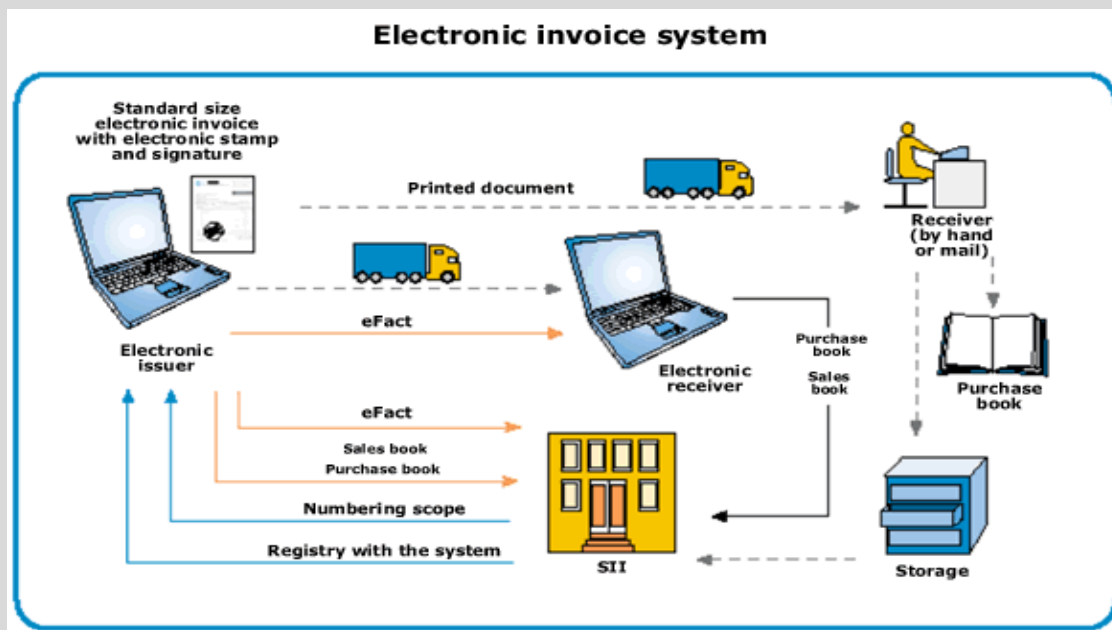 Electronic invoice system
Standard size
electronic invoice
with electronic stamp
and signature
Printed document
Receiver
(by hand
or mail)
eFact
Electronic
issuer
Electronic
receiver
Purchase
book
Sales
book
Purchase
book
eFact
Sales book
Purchase book
Numbering scope
Registry with the system
SII
Storage